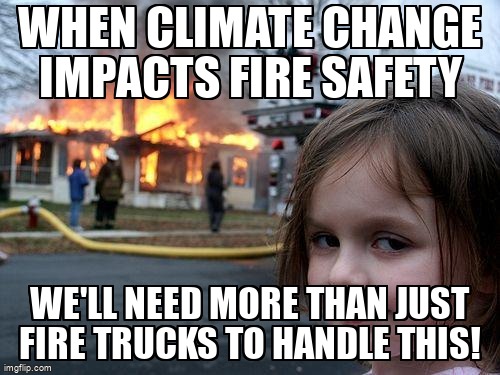 WHEN CLIMATE CHANGE
IMPACTS FIRE SAFETY
WE'LL NEED MORE THAN JUST
FIRE TRUCKS TO HANDLE THIS!
imgflip.com